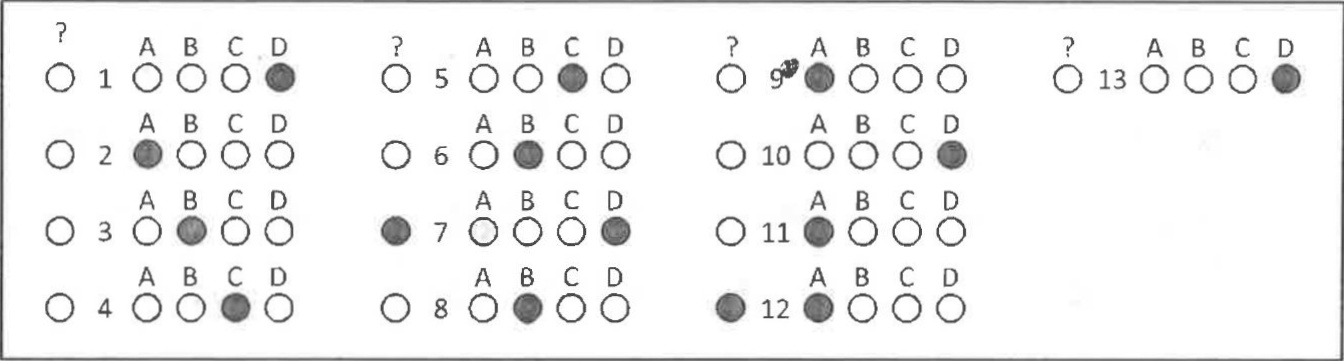 ? A B C D ? A B C D ? A B C D ? A B C D
1 5 9 13
A B C D A B C D A B C D
2 6 10
A B C D A B C D A B C D
3 7 11
A B C D A B C D A B C D
4 8 12